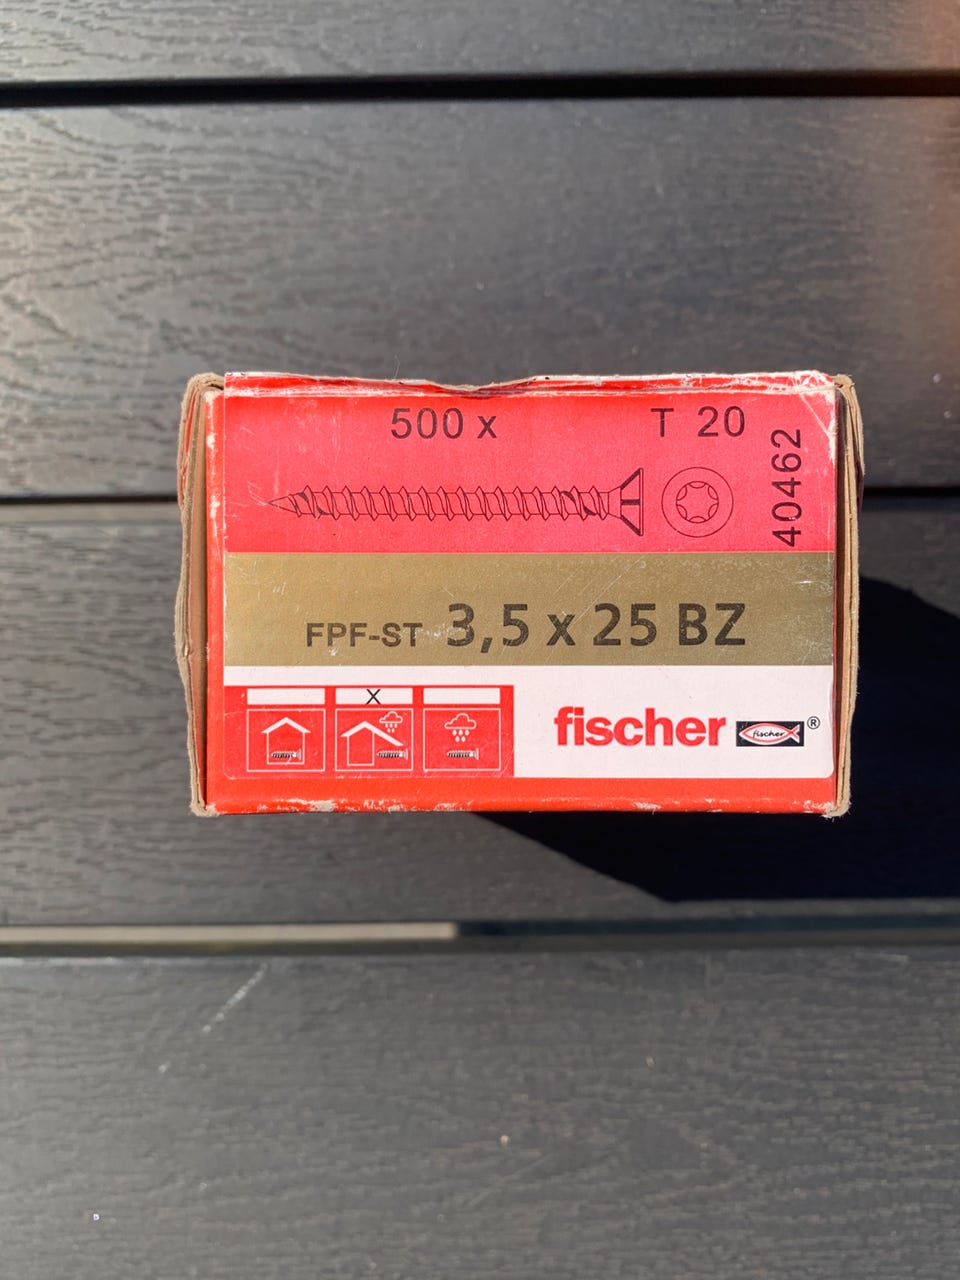 500 x
T 20
40462
FPF-ST 3,5 x 25 BZ
X
fischer fischer ®